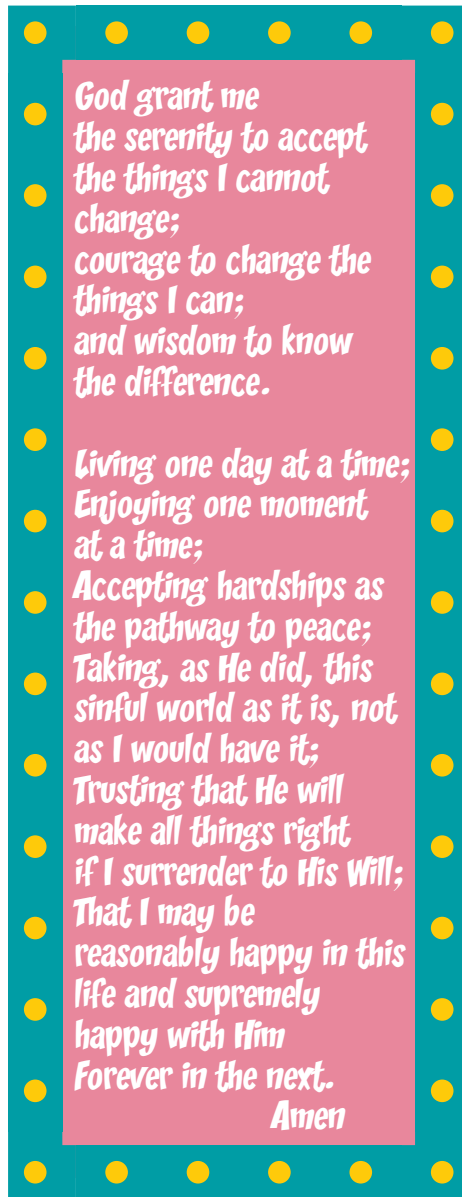 God grant me
the serenity to accept
the things I cannot
change;
courage to change the
things I can;
and wisdom to know
the difference.
Living one day at a time;
Enjoying one moment
at a time;
Accepting hardships as
the pathway to peace;
Taking, as He did, this
sinful world as it is, not
as I would have it;
Trusting that He will
make all things right
if I surrender to His Will;
That I may be
reasonably happy in this
life and supremely
happy with Him
Forever in the next.
Amen